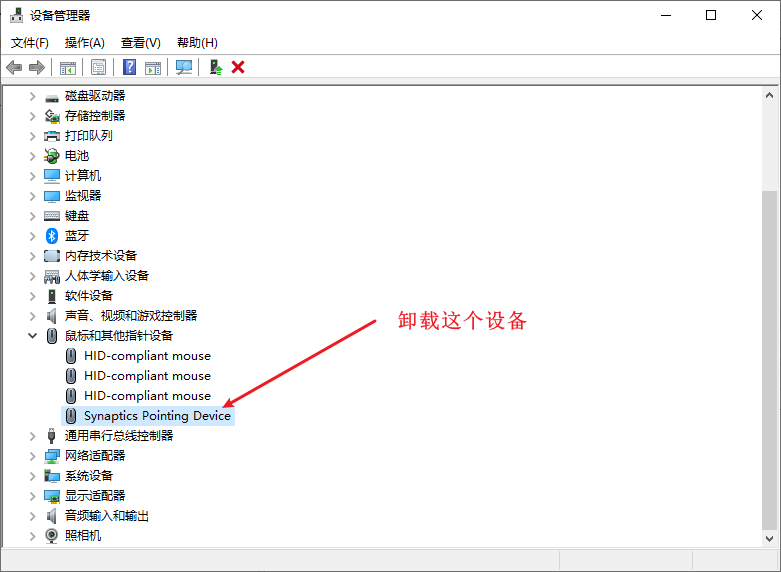 设备管理器
文件(F) 操作(A) 查看(V) 帮助(H)
磁盘驱动器
存储控制器
打印队列
电池
计算机
监视器
键盘
蓝牙
内存技术设备
人体学输入设备
软件设备
声音、视频和游戏控制器
鼠标和其他指针设备
HID-compliant mouse
HID-compliant mouse
HID-compliant mouse
Synaptics Pointing Device
卸载这个设备
通用串行总线控制器
网络适配器
系统设备
显示适配器
音频输入和输出
照相机